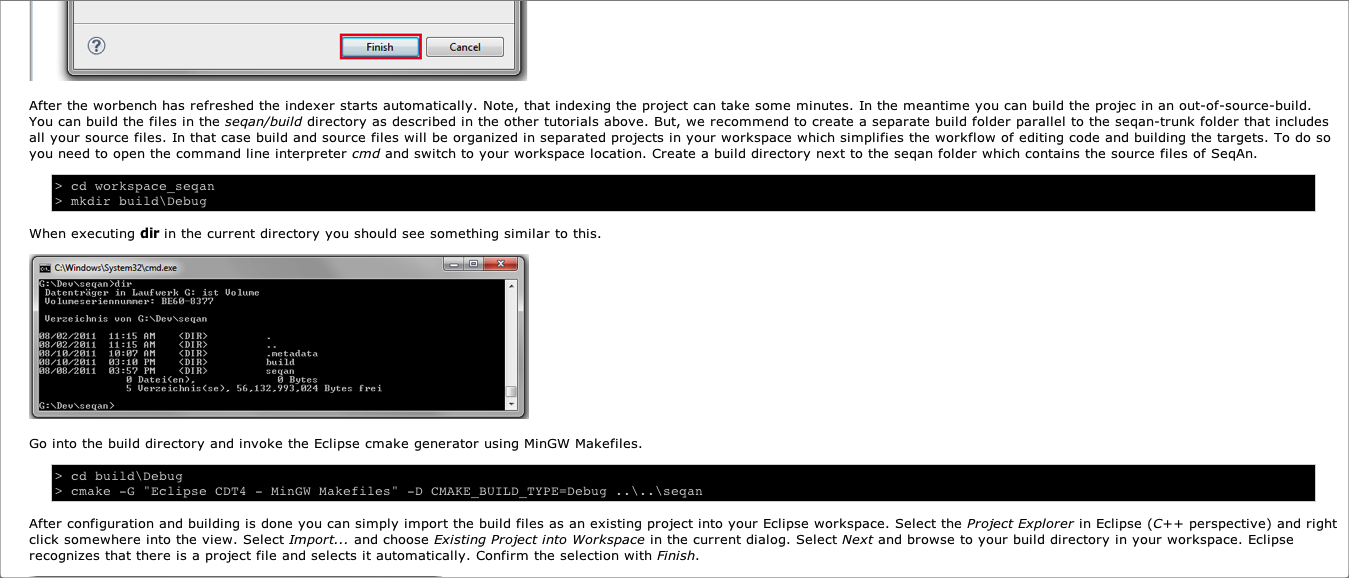 ?
Finish Cancel
After the worbench has refreshed the indexer starts automatically. Note, that indexing the project can take some minutes. In the meantime you can build the projec in an out-of-source-build.
You can build the files in the seqan/build directory as described in the other tutorials above. But, we recommend to create a separate build folder parallel to the seqan-trunk folder that includes
all your source files. In that case build and source files will be organized in separated projects in your workspace which simplifies the workflow of editing code and building the targets. To do so
you need to open the command line interpreter cmd and switch to your workspace location. Create a build directory next to the seqan folder which contains the source files of SeqAn.
> cd workspace_seqan
> mkdir build\Debug
When executing dir in the current directory you should see something similar to this.
C:\Windows\System32\cmd.exe
G:\Dev\seqan>dir
Datenträger in Laufwerk G: ist Volume
Volumeseriennummer: BE60-8377
Verzeichnis von G:\Dev\seqan
08/02/2011 11:15 AM <DIR> .
08/02/2011 11:15 AM <DIR> ..
08/10/2011 10:07 AM <DIR> .metadata
08/10/2011 03:10 PM <DIR> build
08/08/2011 03:57 PM <DIR> seqan
0 Datei(en), 0 Bytes
5 Verzeichnis(se), 56,132,993,024 Bytes frei
G:\Dev\seqan>
Go into the build directory and invoke the Eclipse cmake generator using MinGW Makefiles.
> cd build\Debug
> cmake -G "Eclipse CDT4 - MinGW Makefiles" -D CMAKE_BUILD_TYPE=Debug ..\..\seqan
After configuration and building is done you can simply import the build files as an existing project into your Eclipse workspace. Select the Project Explorer in Eclipse (C++ perspective) and right
click somewhere into the view. Select Import... and choose Existing Project into Workspace in the current dialog. Select Next and browse to your build directory in your workspace. Eclipse
recognizes that there is a project file and selects it automatically. Confirm the selection with Finish.